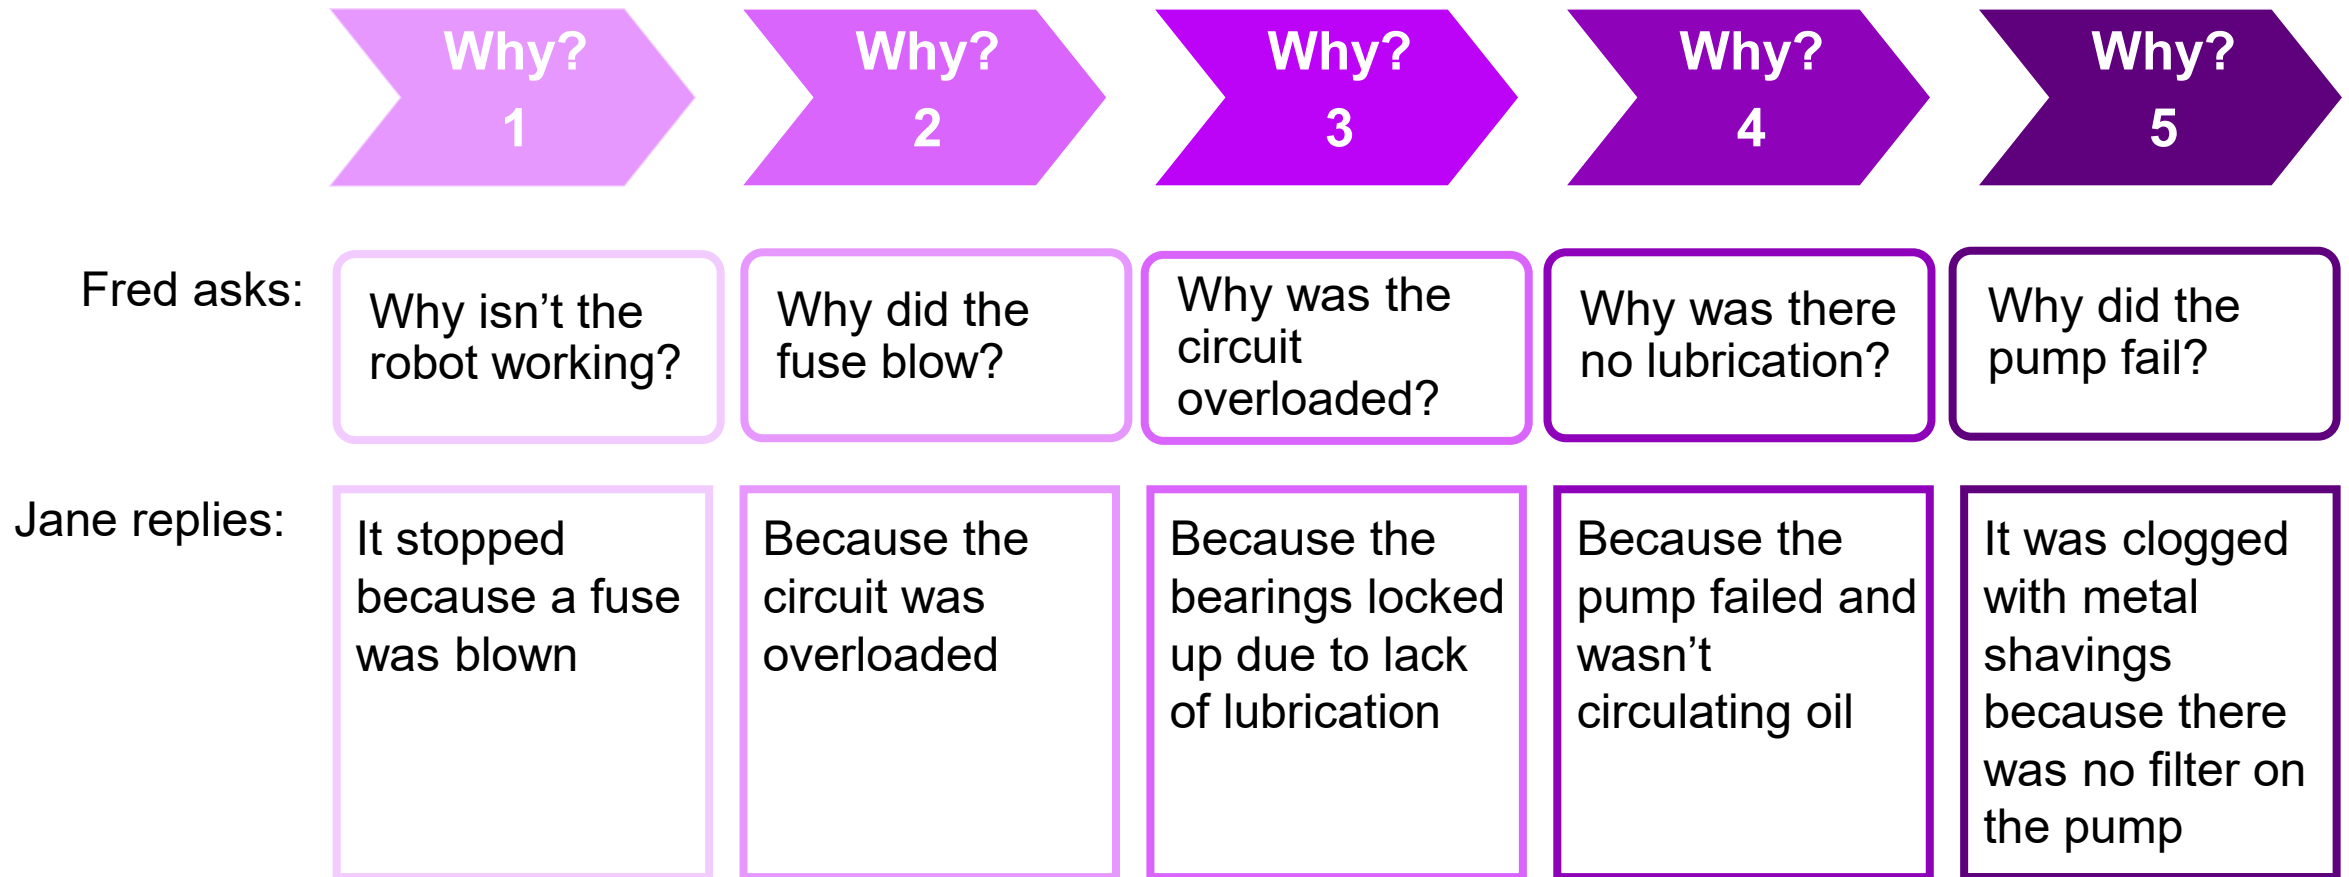 Why?
1
Why?
2
Why?
3
Why?
4
Why?
5
Fred asks:
Why isn’t the
robot working?
Why did the
fuse blow?
Why was the
circuit
overloaded?
Why was there
no lubrication?
Why did the
pump fail?
Jane replies:
It stopped
because a fuse
was blown
Because the
circuit was
overloaded
Because the
bearings locked
up due to lack
of lubrication
Because the
pump failed and
wasn’t
circulating oil
It was clogged
with metal
shavings
because there
was no filter on
the pump